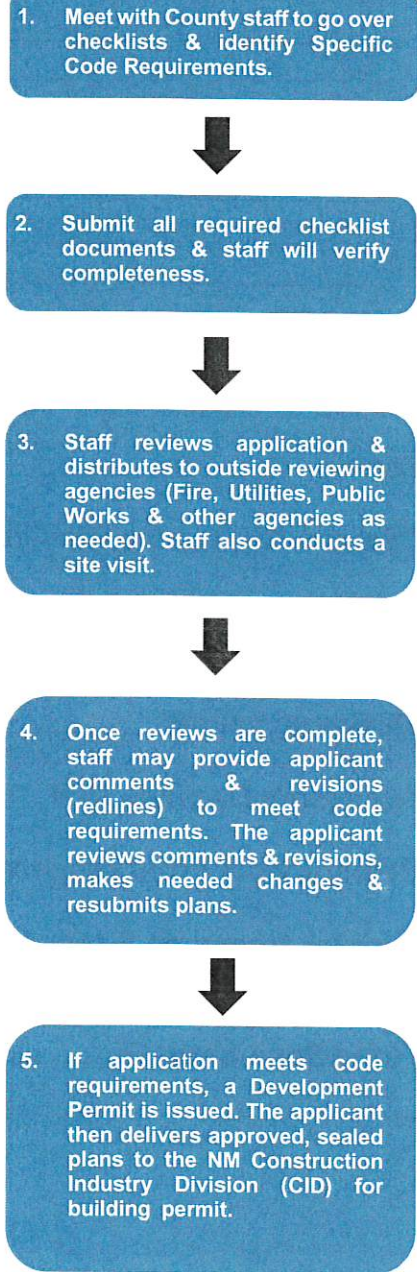 1. Meet with County staff to go over
checklists & identify Specific
Code Requirements.
2. Submit all required checklist
documents & staff will verify
completeness.
3. Staff reviews application &
distributes to outside reviewing
agencies (Fire, Utilities, Public
Works & other agencies as
needed). Staff also conducts a
site visit.
4. Once reviews are complete,
staff may provide applicant
comments & revisions
(redlines) to meet code
requirements. The applicant
reviews comments & revisions,
makes needed changes &
resubmits plans.
5. If application meets code
requirements, a Development
Permit is issued. The applicant
then delivers approved, sealed
plans to the NM Construction
Industry Division (CID) for
building permit.